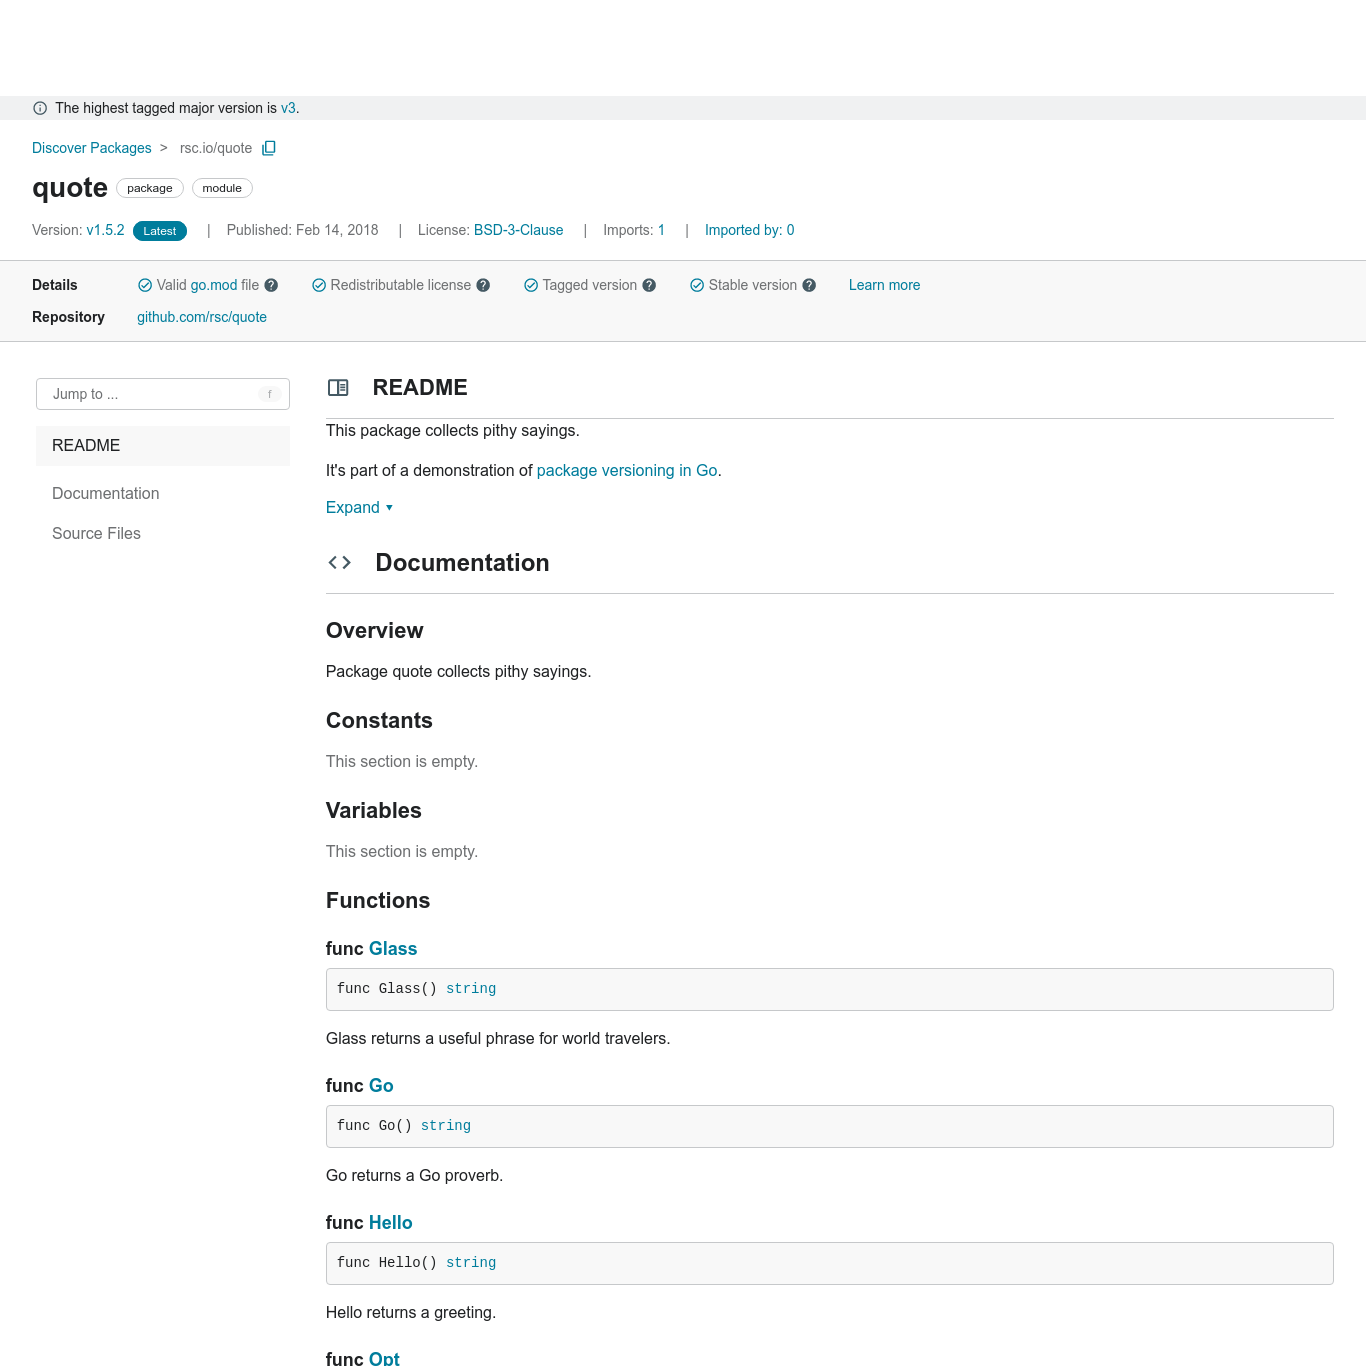 The highest tagged major version is v3.
Discover Packages > rsc.io/quote
quote package module
Version: v1.5.2 Latest | Published: Feb 14, 2018 | License: BSD-3-Clause | Imports: 1 | Imported by: 0
Details Valid go.mod file ? Redistributable license ? Tagged version ? Stable version ? Learn more
Repository github.com/rsc/quote
Jump to ... f
README
Documentation
Source Files
README
This package collects pithy sayings.
It's part of a demonstration of package versioning in Go.
Expand ▾
Documentation
Overview
Package quote collects pithy sayings.
Constants
This section is empty.
Variables
This section is empty.
Functions
func Glass
func Glass() string
Glass returns a useful phrase for world travelers.
func Go
func Go() string
Go returns a Go proverb.
func Hello
func Hello() string
Hello returns a greeting.
func Opt